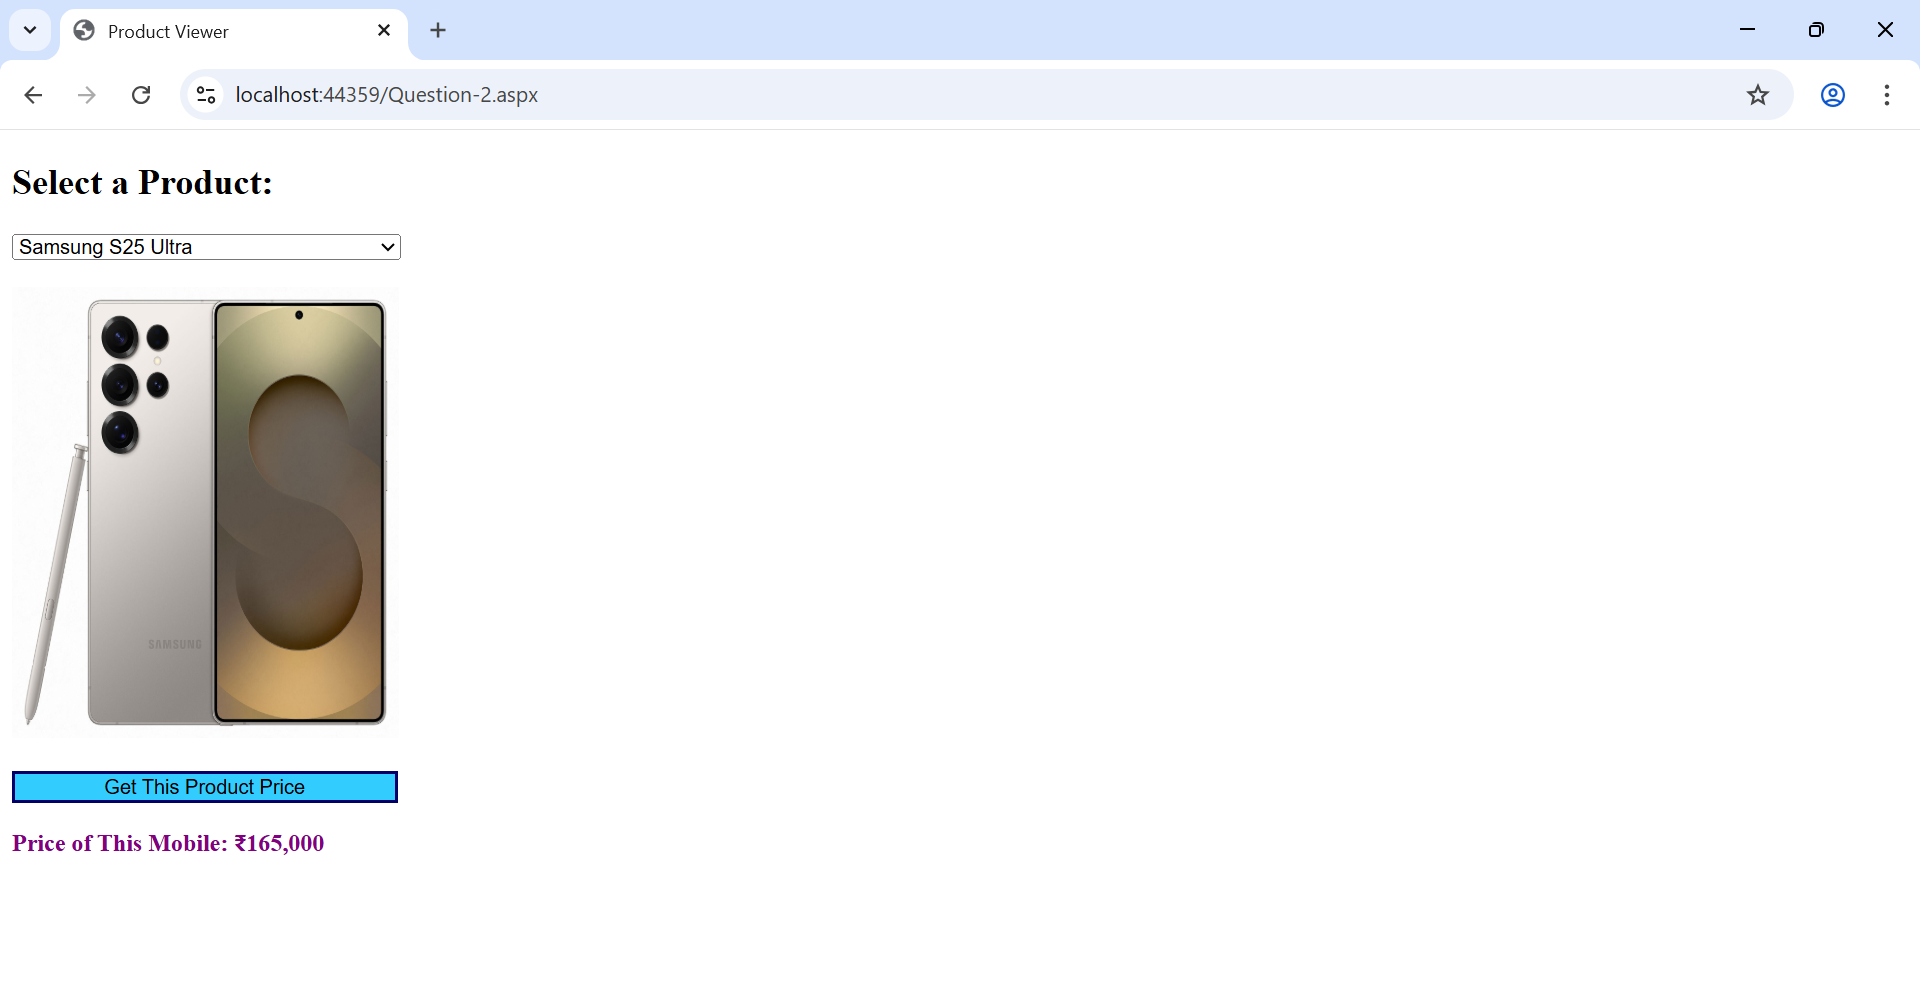 Product Viewer
localhost:44359/Question-2.aspx
Select a Product:
Samsung S25 Ultra
SAMSUNG
Get This Product Price
Price of This Mobile: ₹165,000